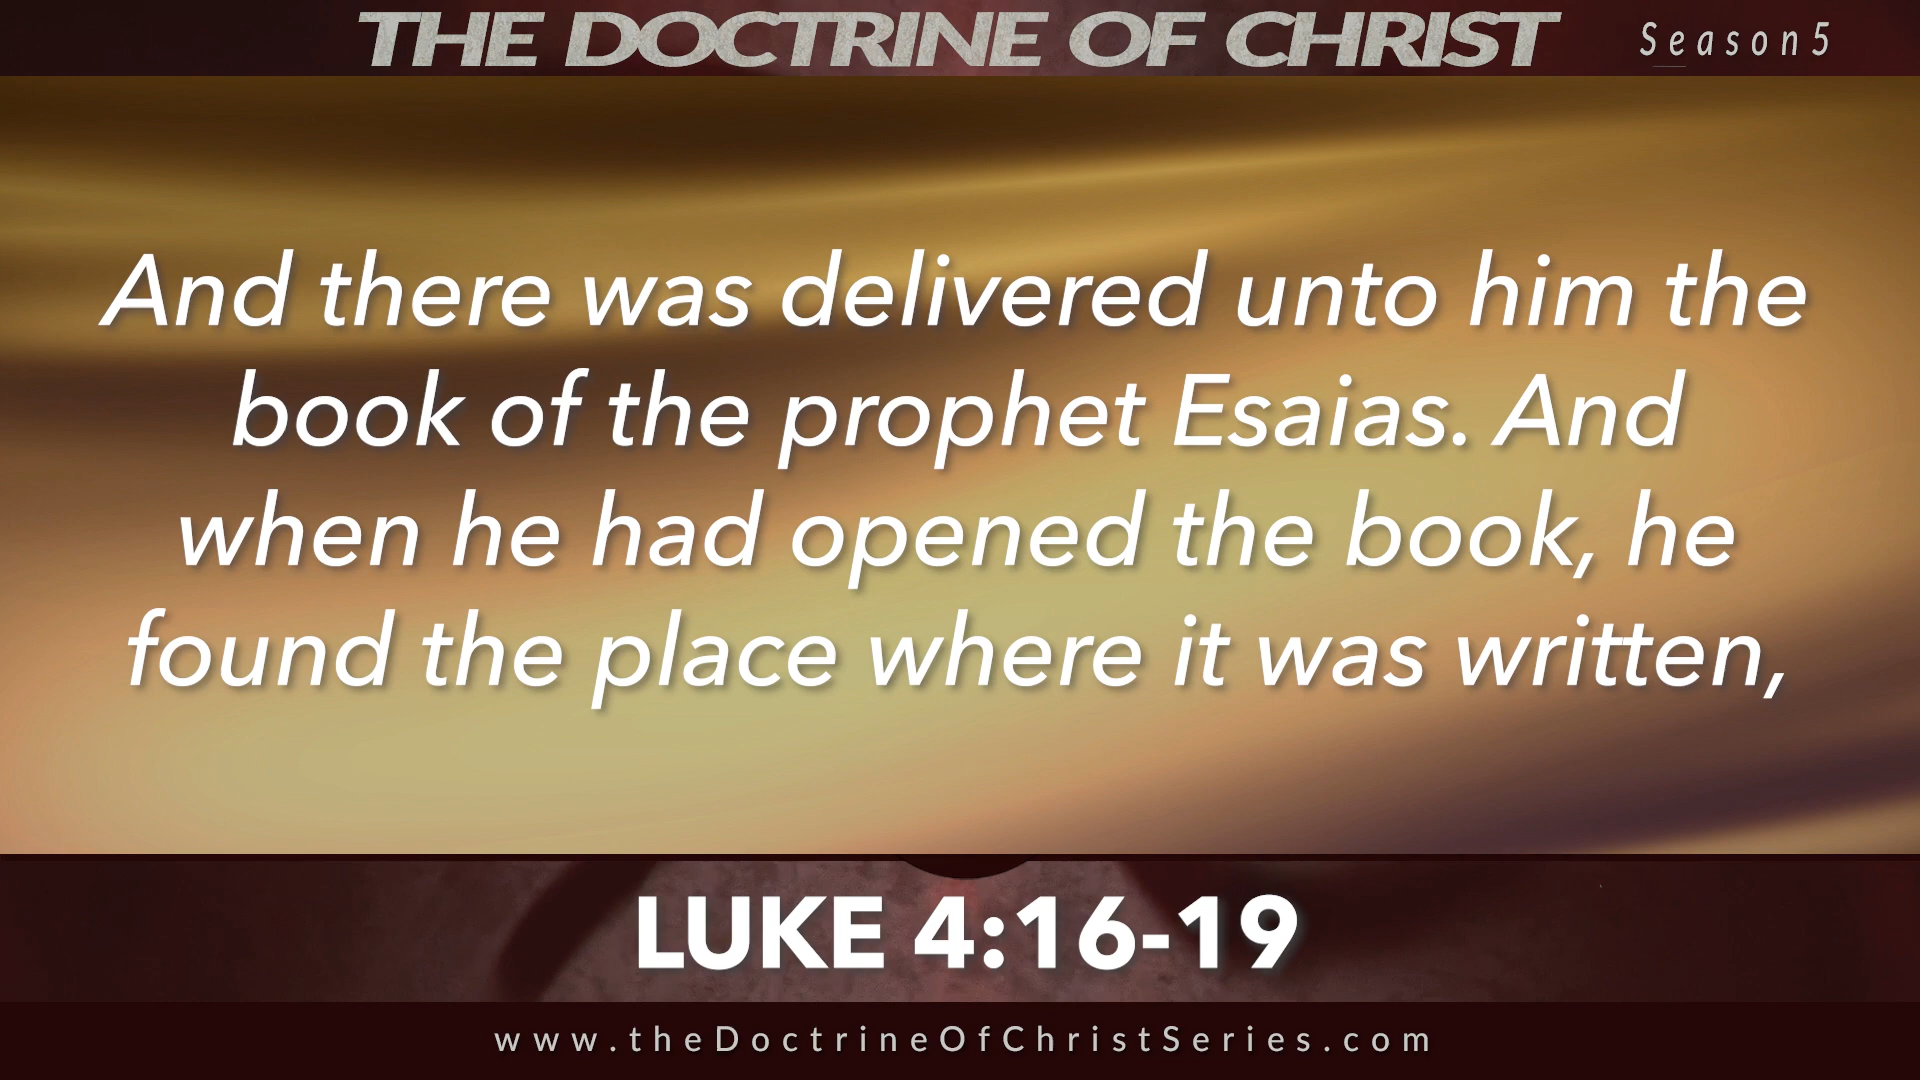 THE DOCTRINE OF CHRIST
Season5
And there was delivered unto him the
book of the prophet Esaias. And
when he had opened the book, he
found the place where it was written,
LUKE 4:16-19
www.theDoctrineOfChristSeries.com